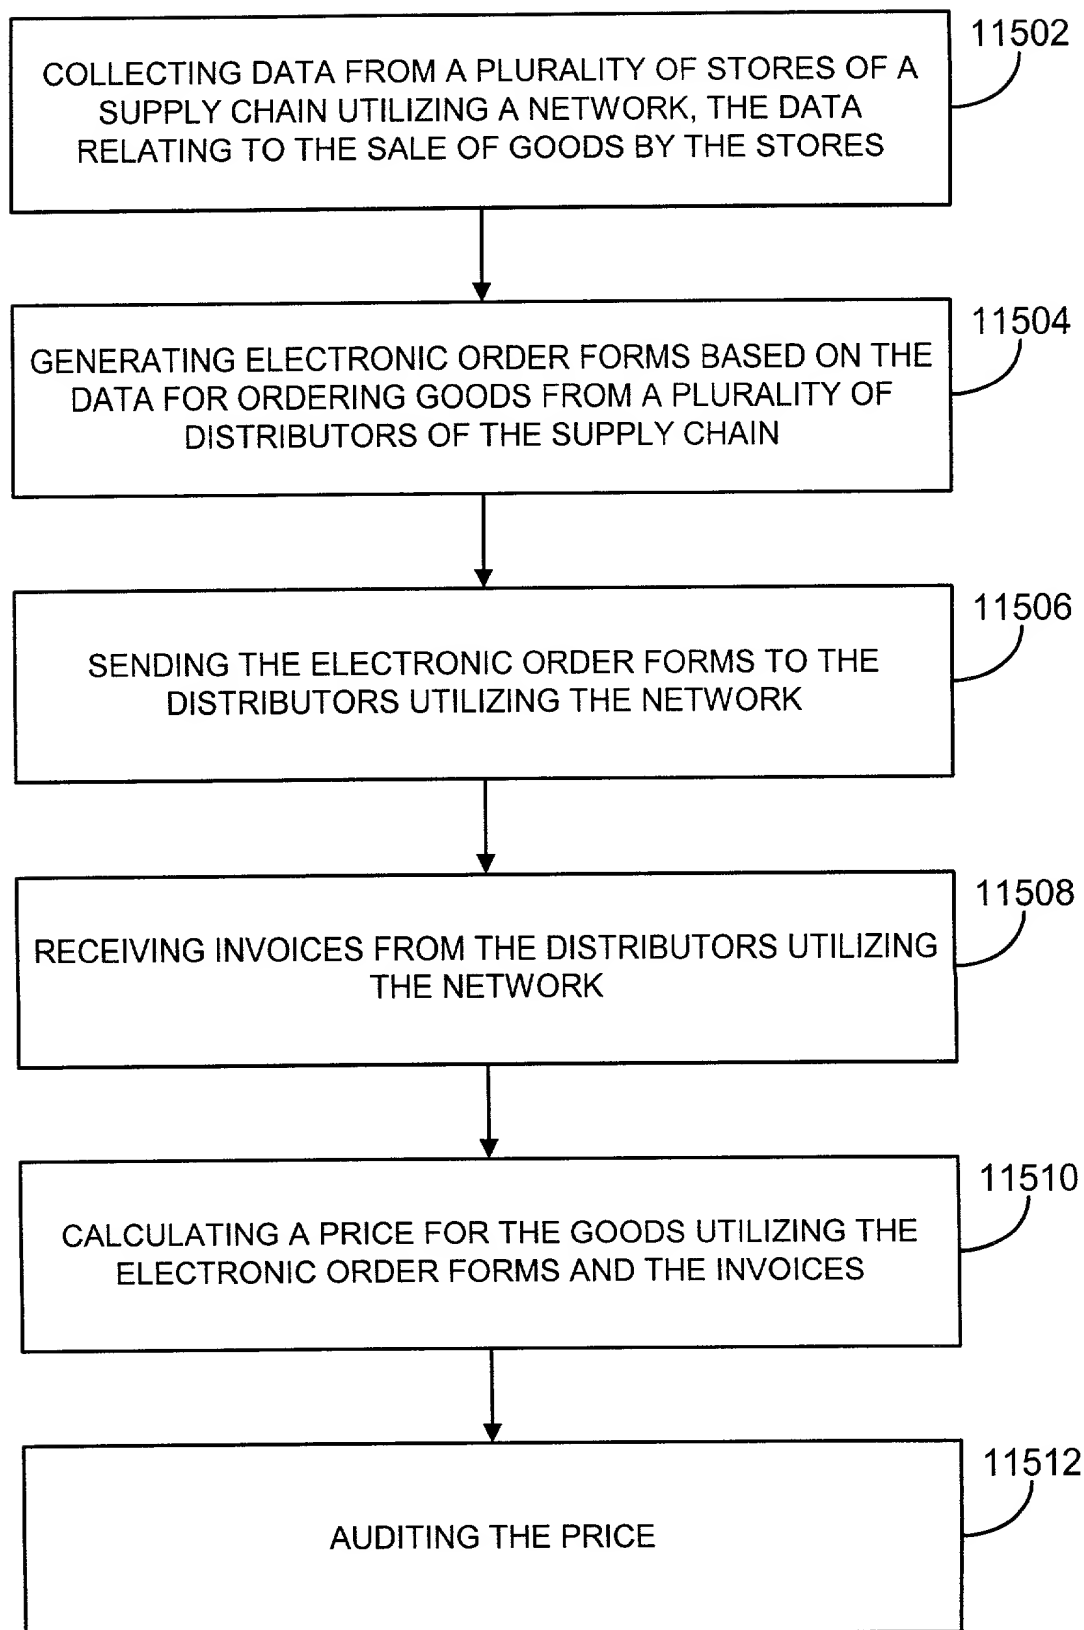 11502
COLLECTING DATA FROM A PLURALITY OF STORES OF A
SUPPLY CHAIN UTILIZING A NETWORK, THE DATA
RELATING TO THE SALE OF GOODS BY THE STORES
11504
GENERATING ELECTRONIC ORDER FORMS BASED ON THE
DATA FOR ORDERING GOODS FROM A PLURALITY OF
DISTRIBUTORS OF THE SUPPLY CHAIN
11506
SENDING THE ELECTRONIC ORDER FORMS TO THE
DISTRIBUTORS UTILIZING THE NETWORK
11508
RECEIVING INVOICES FROM THE DISTRIBUTORS UTILIZING
THE NETWORK
11510
CALCULATING A PRICE FOR THE GOODS UTILIZING THE
ELECTRONIC ORDER FORMS AND THE INVOICES
11512
AUDITING THE PRICE